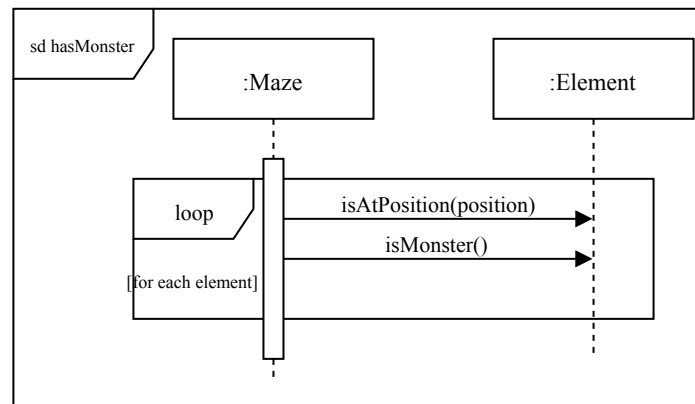 sd hasMonster
:Maze
:Element
loop
isAtPosition(position)
isMonster()
[for each element]